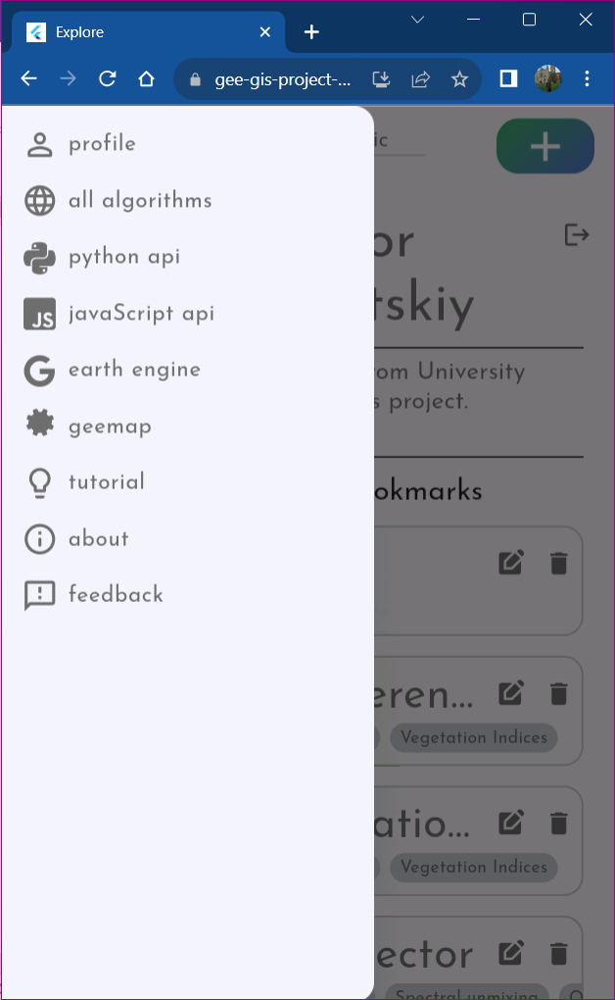 Explore
gee-gis-project-...
profile
ic
all algorithms
or
python api
tskiy
javaScript api
earth engine
rom University
s project.
geemap
tutorial
okmarks
about
feedback
eren...
Vegetation Indices
atio...
Vegetation Indices
ector
Spectral unmixing